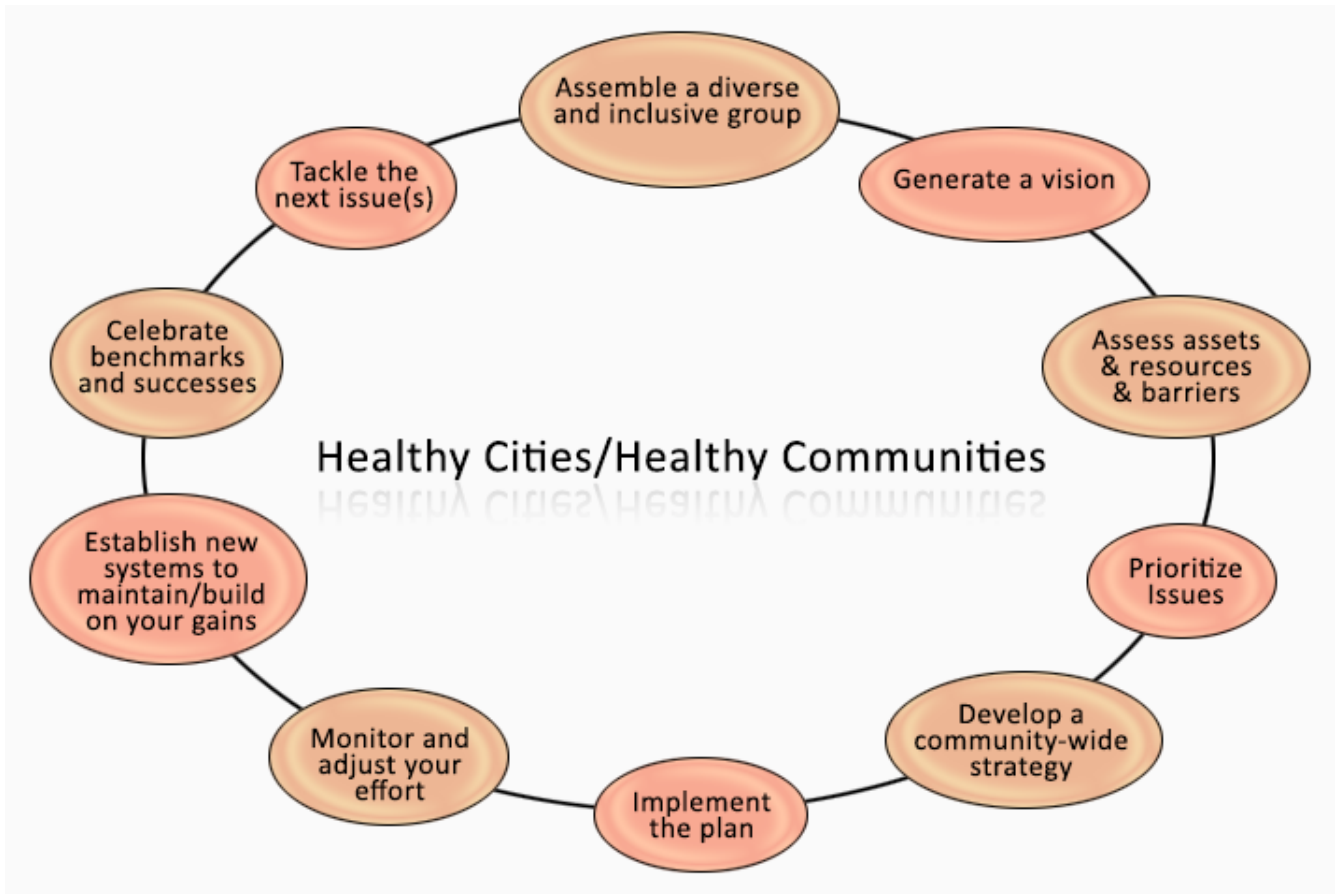 Assemble a diverse
and inclusive group
Generate a vision
Assess assets
& resources
& barriers
Prioritize
Issues
Develop a
community-wide
strategy
Implement
the plan
Monitor and
adjust your
effort
Establish new
systems to
maintain/build
on your gains
Celebrate
benchmarks
and successes
Tackle the
next issue(s)
Healthy Cities/Healthy Communities